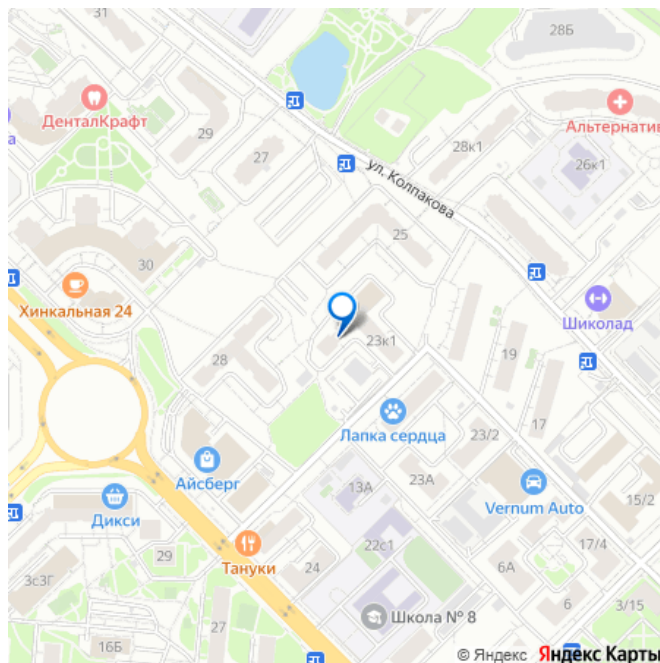 31
28Б
ДенталКрафт
29
а
27
Альтернатив
28к1
26к1
ул. Колпакова
25
30
Хинкальная 24
Шиколад
23к1
28
19
17
Лапка сердца
23/2
Айсберг
23А
13А
Vernum Auto
15/2
Дикси
22с1
17/4
29
Тануки
24
6А
3с3Г
6
3/15
Школа № 8
16Б
27
© Яндекс Яндекс Карты